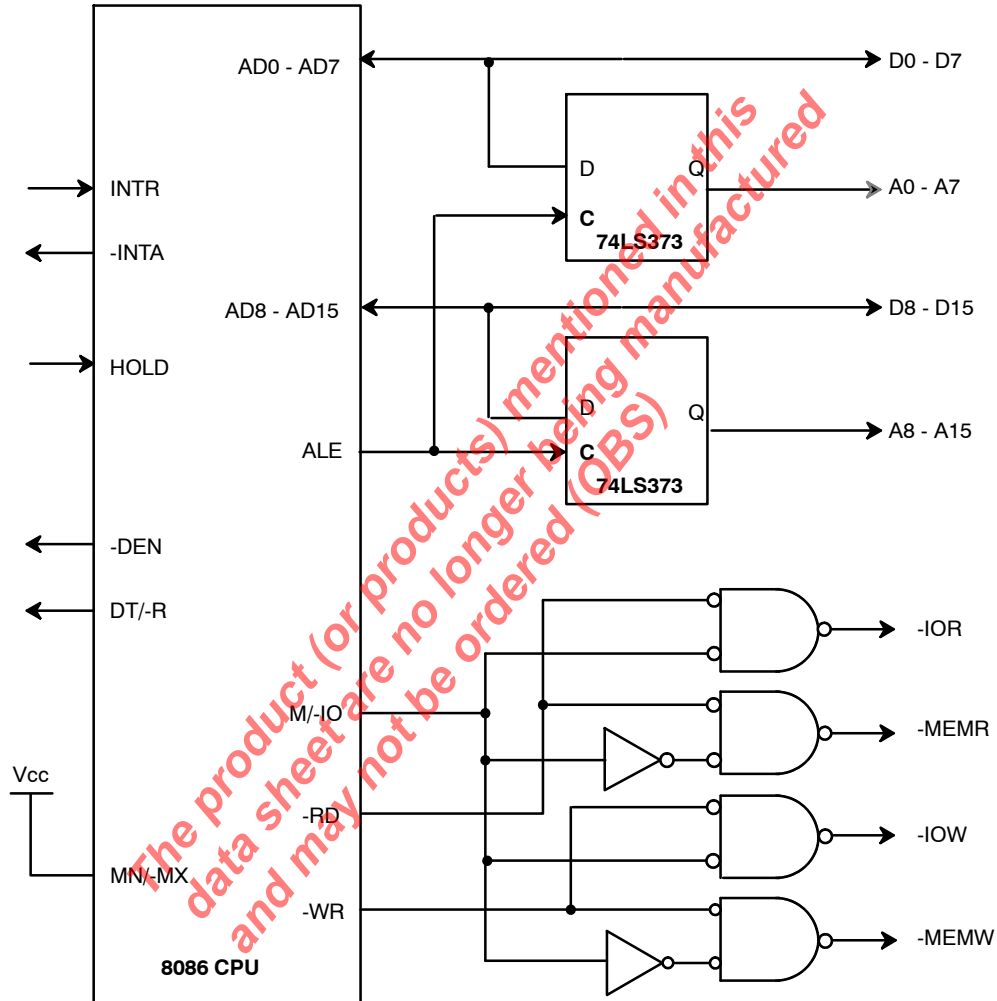 AD0 - AD7
D0 - D7
D
Q
INTR
A0 - A7
C
74LS373
-INTA
AD8 - AD15
D8 - D15
HOLD
D
Q
ALE
C
A8 - A15
74LS373
-DEN
DT/-R
-IOR
M/-IO
-MEMR
Vcc
-RD
-IOW
MN/-MX
-WR
-MEMW
8086 CPU
The product (or products) mentioned in this
data sheet are no longer being manufactured
and may not be ordered (OBS)